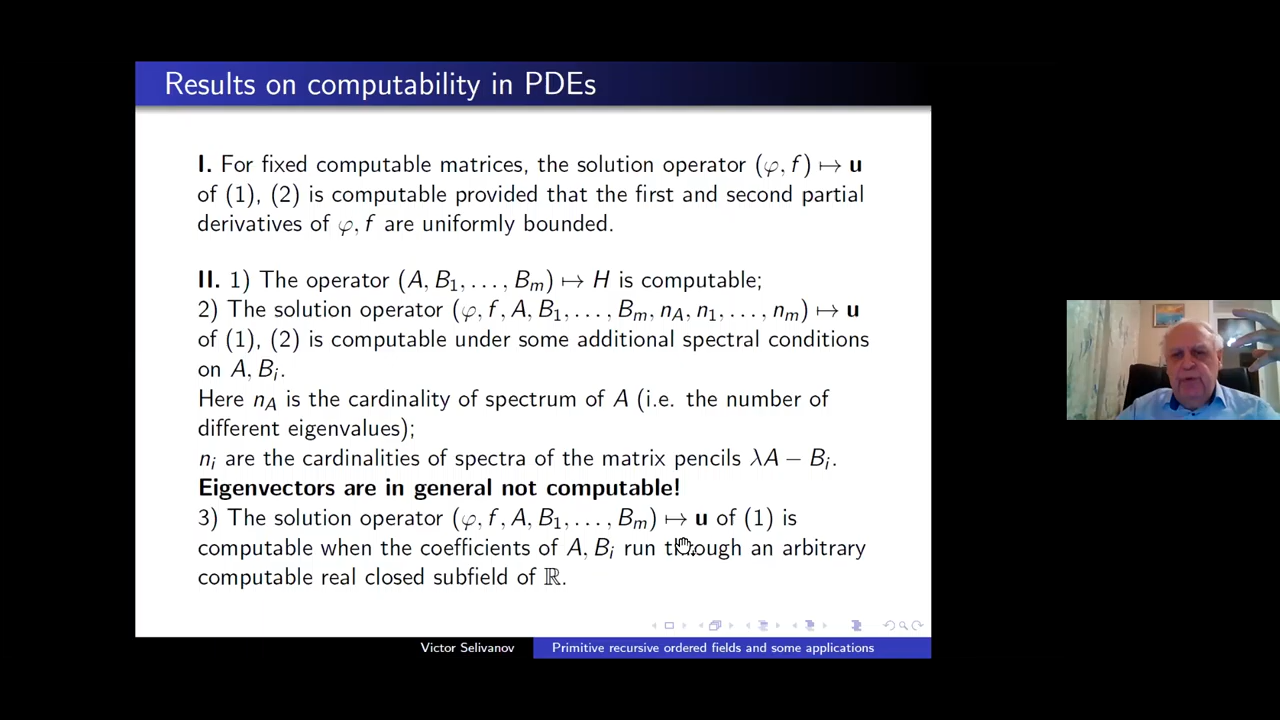 Results on computability in PDEs
I. For fixed computable matrices, the solution operator (φ, f) ↦ u
of (1), (2) is computable provided that the first and second partial
derivatives of φ, f are uniformly bounded.
II. 1) The operator (A, B₁, . . . , Bₘ) ↦ H is computable;
2) The solution operator (φ, f, A, B₁, . . . , Bₘ, n_A, n₁, . . . , nₘ) ↦ u
of (1), (2) is computable under some additional spectral conditions
on A, Bᵢ.
Here n_A is the cardinality of spectrum of A (i.e. the number of
different eigenvalues);
nᵢ are the cardinalities of spectra of the matrix pencils λA − Bᵢ.
Eigenvectors are in general not computable!
3) The solution operator (φ, f, A, B₁, . . . , Bₘ) ↦ u of (1) is
computable when the coefficients of A, Bᵢ run through an arbitrary
computable real closed subfield of ℝ.
Victor Selivanov
Primitive recursive ordered fields and some applications